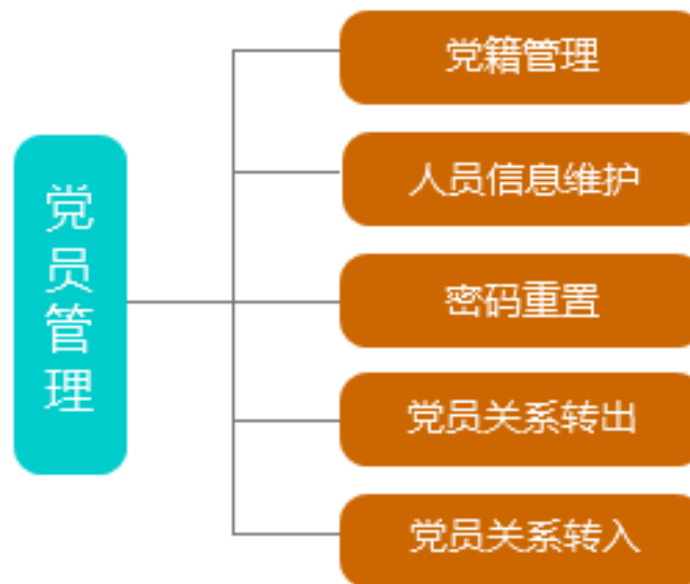 党员管理
党籍管理
人员信息维护
密码重置
党员关系转出
党员关系转入